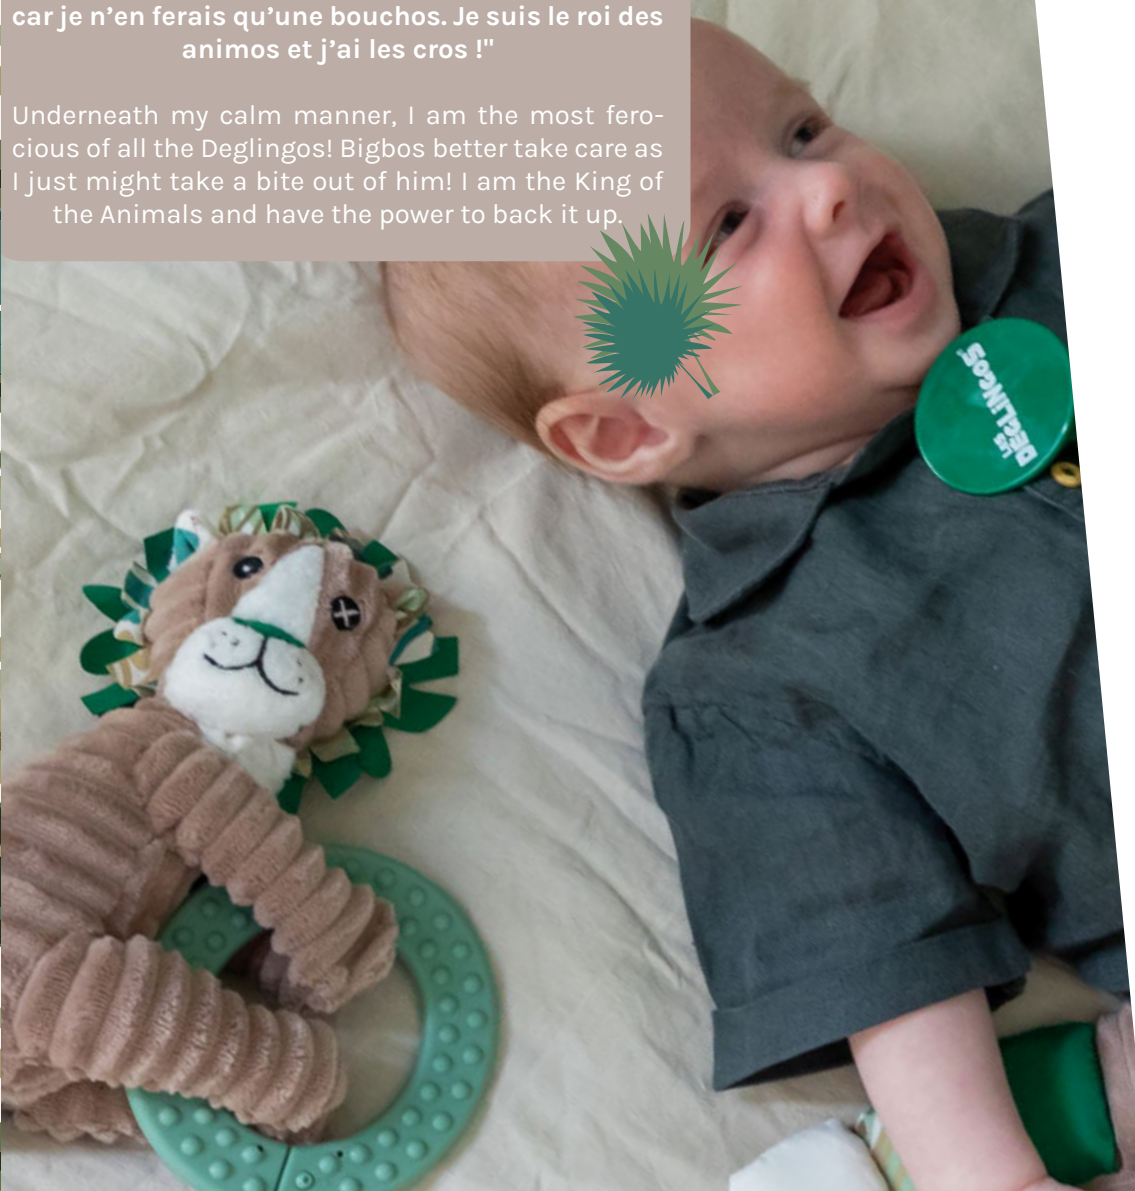 car je n’en ferais qu’une bouchos. Je suis le roi des
animos et j’ai les cros !"
Underneath my calm manner, I am the most fero-
cious of all the Deglingos! Bigbos better take care as
I just might take a bite out of him! I am the King of
the Animals and have the power to back it up.
LES
DEGLINGOS